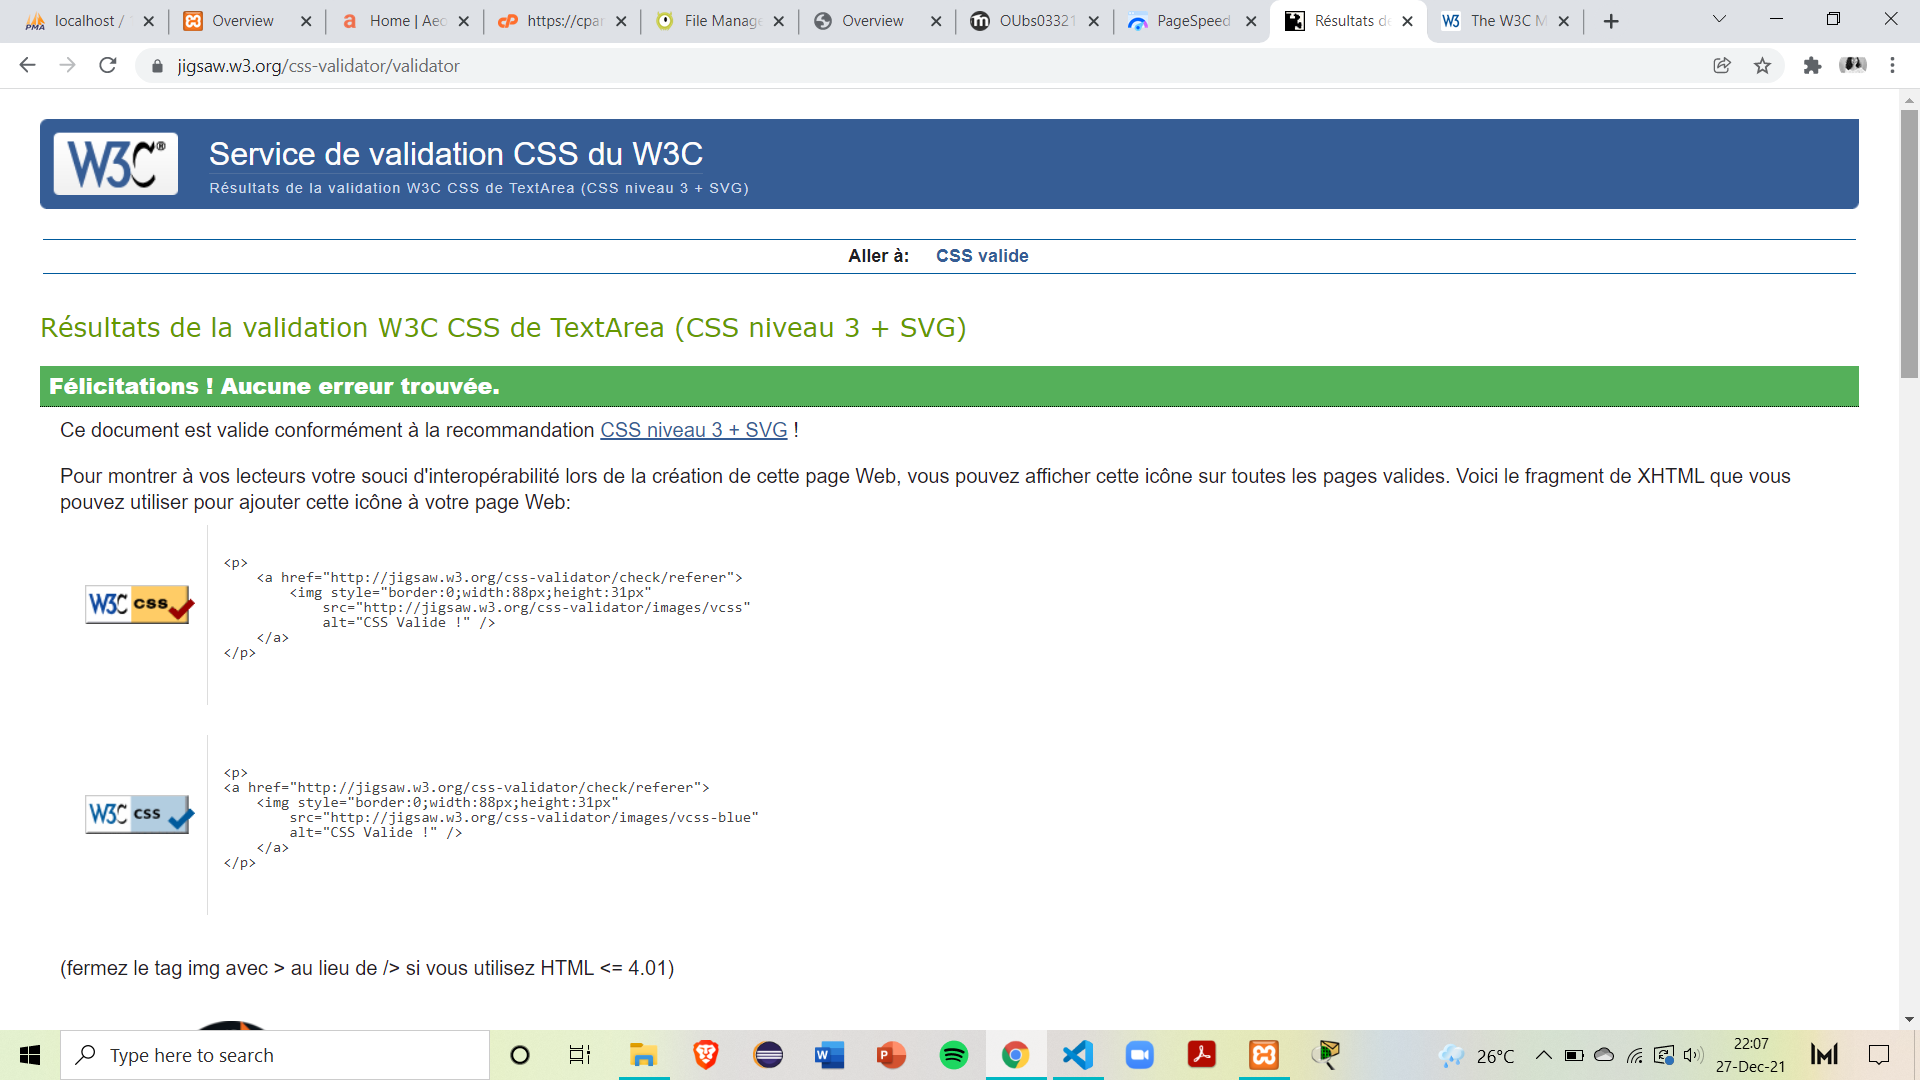 localhost /
Overview
Home | Aeo
https://cpan
File Manage
Overview
OUbs03321
PageSpeed
Résultats de
The W3C M
jigsaw.w3.org/css-validator/validator
W3C®
Service de validation CSS du W3C
Résultats de la validation W3C CSS de TextArea (CSS niveau 3 + SVG)
Aller à: CSS valide
Résultats de la validation W3C CSS de TextArea (CSS niveau 3 + SVG)
Félicitations ! Aucune erreur trouvée.
Ce document est valide conformément à la recommandation CSS niveau 3 + SVG !
Pour montrer à vos lecteurs votre souci d'interopérabilité lors de la création de cette page Web, vous pouvez afficher cette icône sur toutes les pages valides. Voici le fragment de XHTML que vous
pouvez utiliser pour ajouter cette icône à votre page Web:
W3C css
<p>
<a href="http://jigsaw.w3.org/css-validator/check/referer">
<img style="border:0;width:88px;height:31px"
src="http://jigsaw.w3.org/css-validator/images/vcss"
alt="CSS Valide !" />
</a>
</p>
W3C css
<p>
<a href="http://jigsaw.w3.org/css-validator/check/referer">
<img style="border:0;width:88px;height:31px"
src="http://jigsaw.w3.org/css-validator/images/vcss-blue"
alt="CSS Valide !" />
</a>
</p>
(fermez le tag img avec > au lieu de /> si vous utilisez HTML <= 4.01)
Type here to search
26°C
22:07
27-Dec-21